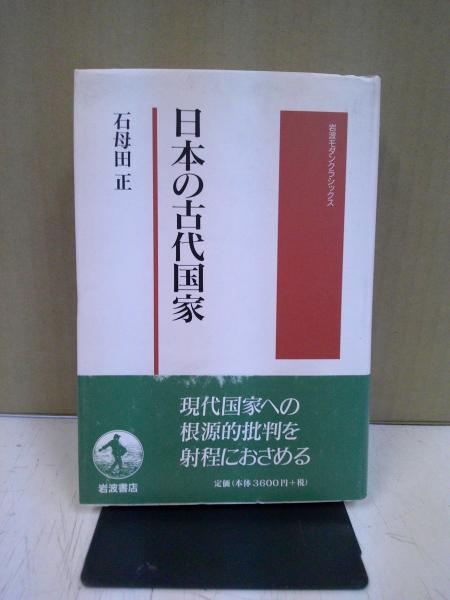 岩波モダンクラシックス
日本の古代国家
石母田 正
現代国家への
根源的批判を
射程におさめる
定価(本体3600円+税)
岩波書店